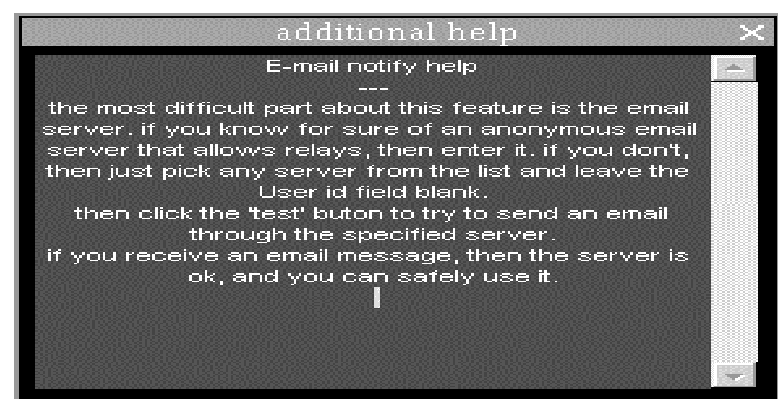 additional help
E-mail notify help
---
the most difficult part about this feature is the email
server. if you know for sure of an anonymous email
server that allows relays, then enter it. if you don't,
then just pick any server from the list and leave the
User id field blank.
then click the 'test' buton to try to send an email
through the specified server.
if you receive an email message, then the server is
ok, and you can safely use it.